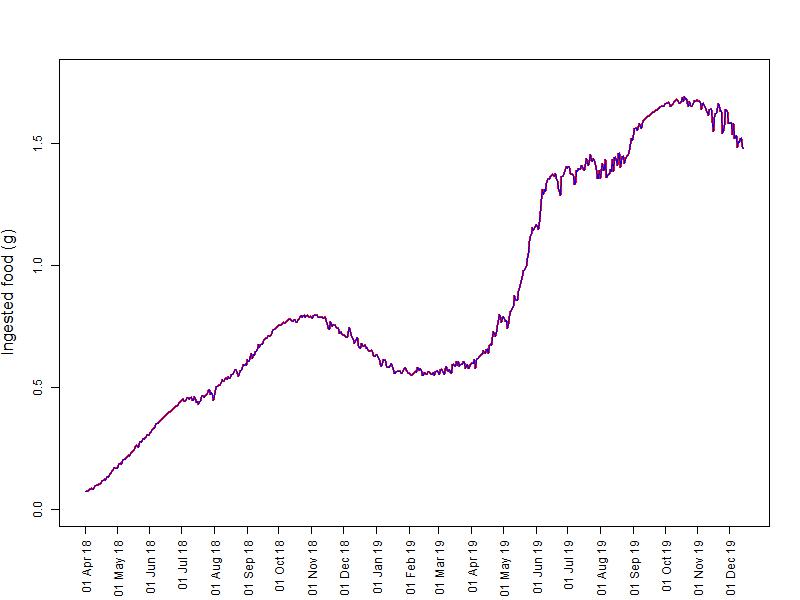 Ingested food (g)
1.5
1.0
0.5
0.0
01 Apr 18
01 May 18
01 Jun 18
01 Jul 18
01 Aug 18
01 Sep 18
01 Oct 18
01 Nov 18
01 Dec 18
01 Jan 19
01 Feb 19
01 Mar 19
01 Apr 19
01 May 19
01 Jun 19
01 Jul 19
01 Aug 19
01 Sep 19
01 Oct 19
01 Nov 19
01 Dec 19